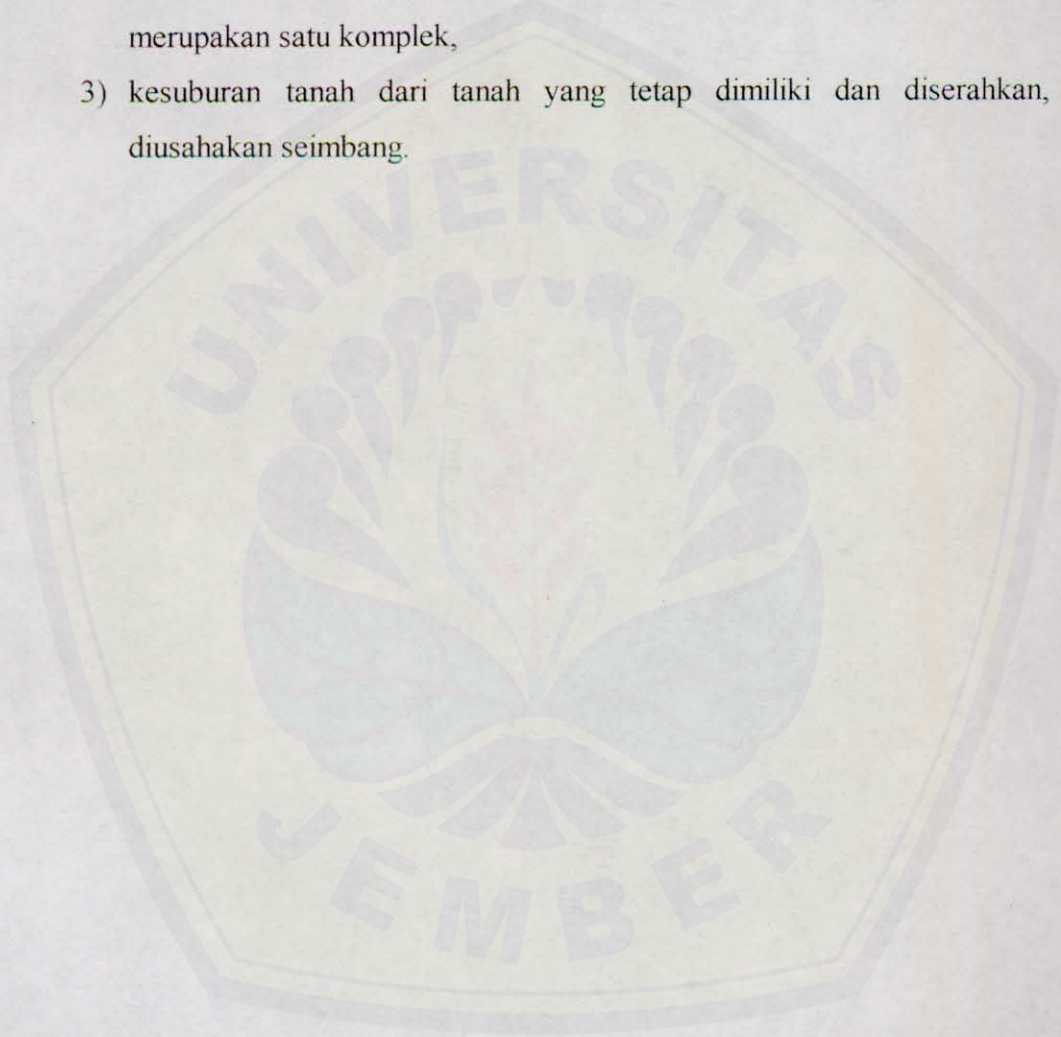 merupakan satu komplek,
3) kesuburan tanah dari tanah yang tetap dimiliki dan diserahkan,
diusahakan seimbang.
UNIVERSITAS
JEMBER